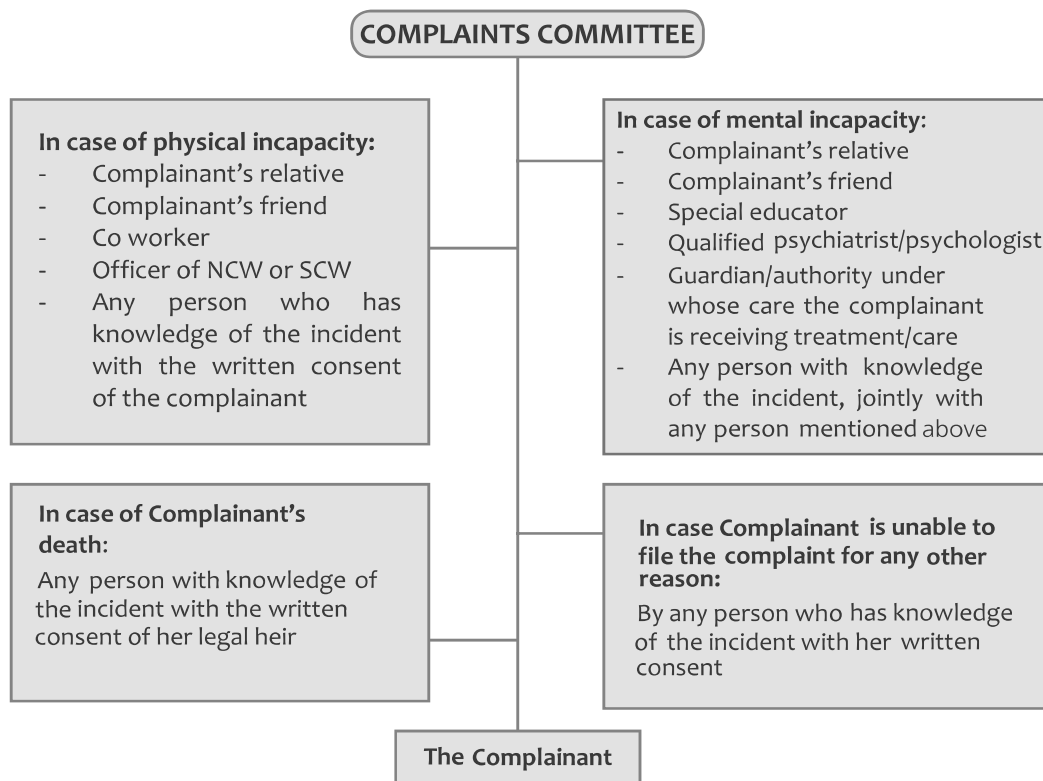 COMPLAINTS COMMITTEE
In case of physical incapacity:
- Complainant's relative
- Complainant's friend
- Co worker
- Officer of NCW or SCW
- Any person who has
knowledge of the incident
with the written consent
of the complainant
In case of mental incapacity:
- Complainant's relative
- Complainant's friend
- Special educator
- Qualified psychiatrist/psychologist
- Guardian/authority under
whose care the complainant
is receiving treatment/care
- Any person with knowledge
of the incident, jointly with
any person mentioned above
In case of Complainant's
death:
Any person with knowledge of
the incident with the written
consent of her legal heir
In case Complainant is unable to
file the complaint for any other
reason:
By any person who has knowledge
of the incident with her written
consent
The Complainant